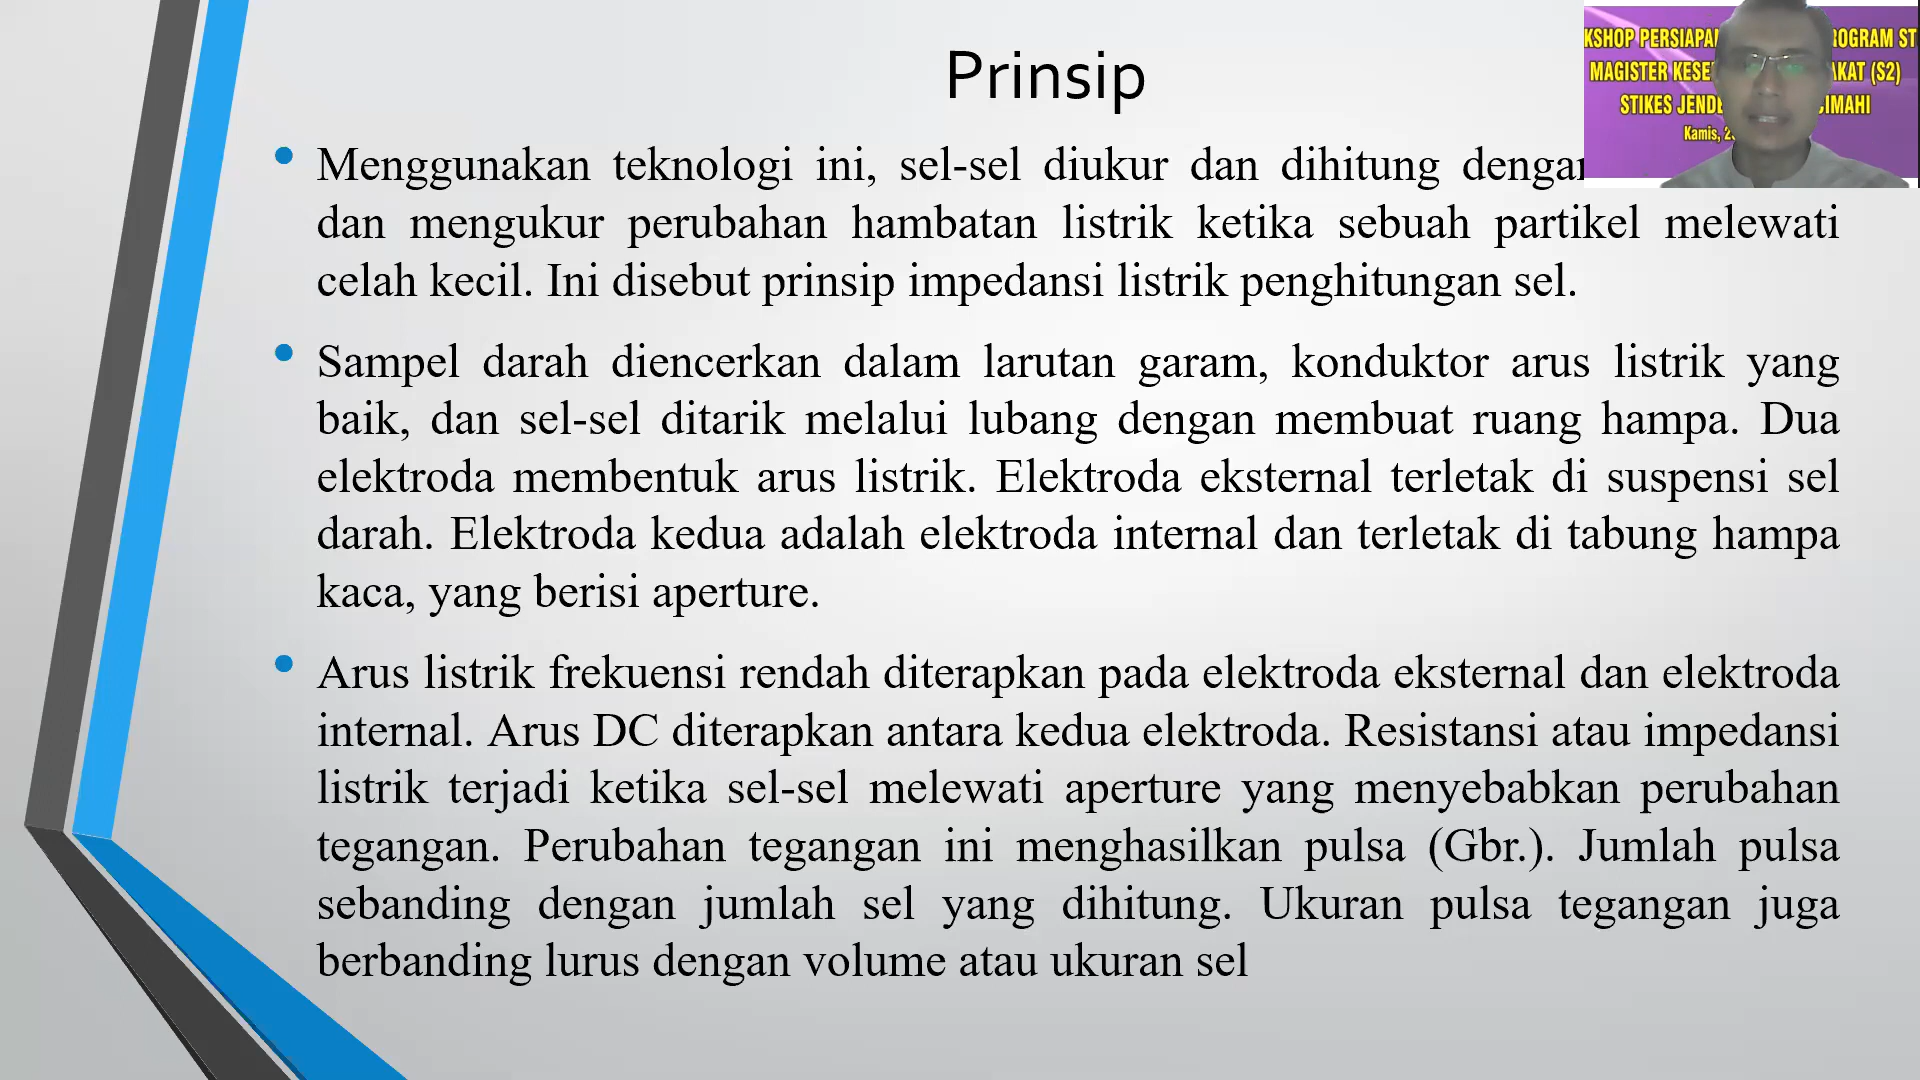 Prinsip
KSHOP PERSIAPA
ROGRAM ST
MAGISTER KESE
AKAT (S2)
STIKES JENDE
CIMAHI
Kamis, 2
• Menggunakan teknologi ini, sel-sel diukur dan dihitung dengan
dan mengukur perubahan hambatan listrik ketika sebuah partikel melewati
celah kecil. Ini disebut prinsip impedansi listrik penghitungan sel.
• Sampel darah diencerkan dalam larutan garam, konduktor arus listrik yang
baik, dan sel-sel ditarik melalui lubang dengan membuat ruang hampa. Dua
elektroda membentuk arus listrik. Elektroda eksternal terletak di suspensi sel
darah. Elektroda kedua adalah elektroda internal dan terletak di tabung hampa
kaca, yang berisi aperture.
• Arus listrik frekuensi rendah diterapkan pada elektroda eksternal dan elektroda
internal. Arus DC diterapkan antara kedua elektroda. Resistansi atau impedansi
listrik terjadi ketika sel-sel melewati aperture yang menyebabkan perubahan
tegangan. Perubahan tegangan ini menghasilkan pulsa (Gbr.). Jumlah pulsa
sebanding dengan jumlah sel yang dihitung. Ukuran pulsa tegangan juga
berbanding lurus dengan volume atau ukuran sel